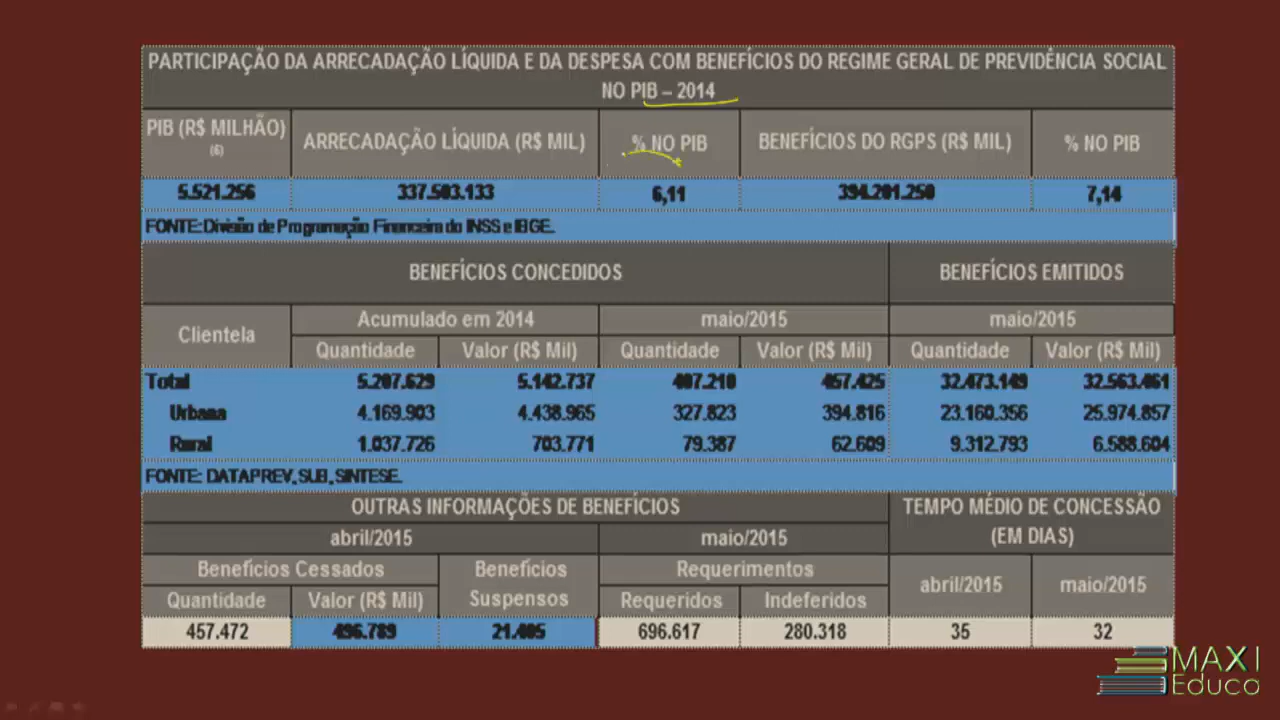 PARTICIPAÇÃO DA ARRECADAÇÃO LÍQUIDA E DA DESPESA COM BENEFÍCIOS DO REGIME GERAL DE PREVIDÊNCIA SOCIAL
NO PIB – 2014
PIB (R$ MILHÃO) (6) ARRECADAÇÃO LÍQUIDA (R$ MIL) % NO PIB BENEFÍCIOS DO RGPS (R$ MIL) % NO PIB
5.521.256 337.503.133 6,11 394.201.250 7,14
FONTE: Divisão de Programação Financeira do INSS e IBGE.
BENEFÍCIOS CONCEDIDOS BENEFÍCIOS EMITIDOS
Clientela Acumulado em 2014 maio/2015 maio/2015
Quantidade Valor (R$ Mil) Quantidade Valor (R$ Mil) Quantidade Valor (R$ Mil)
Total 5.207.629 5.142.737 407.210 457.425 32.473.149 32.563.461
Urbana 4.169.903 4.438.965 327.823 394.816 23.160.356 25.974.857
Rural 1.037.726 703.771 79.387 62.609 9.312.793 6.588.604
FONTE: DATAPREV, SUB, SINTESE.
OUTRAS INFORMAÇÕES DE BENEFÍCIOS TEMPO MÉDIO DE CONCESSÃO (EM DIAS)
abril/2015 maio/2015
Benefícios Cessados Benefícios Suspensos Requerimentos abril/2015 maio/2015
Quantidade Valor (R$ Mil) Requeridos Indeferidos
457.472 496.789 21.405 696.617 280.318 35 32
MAXI
Educa